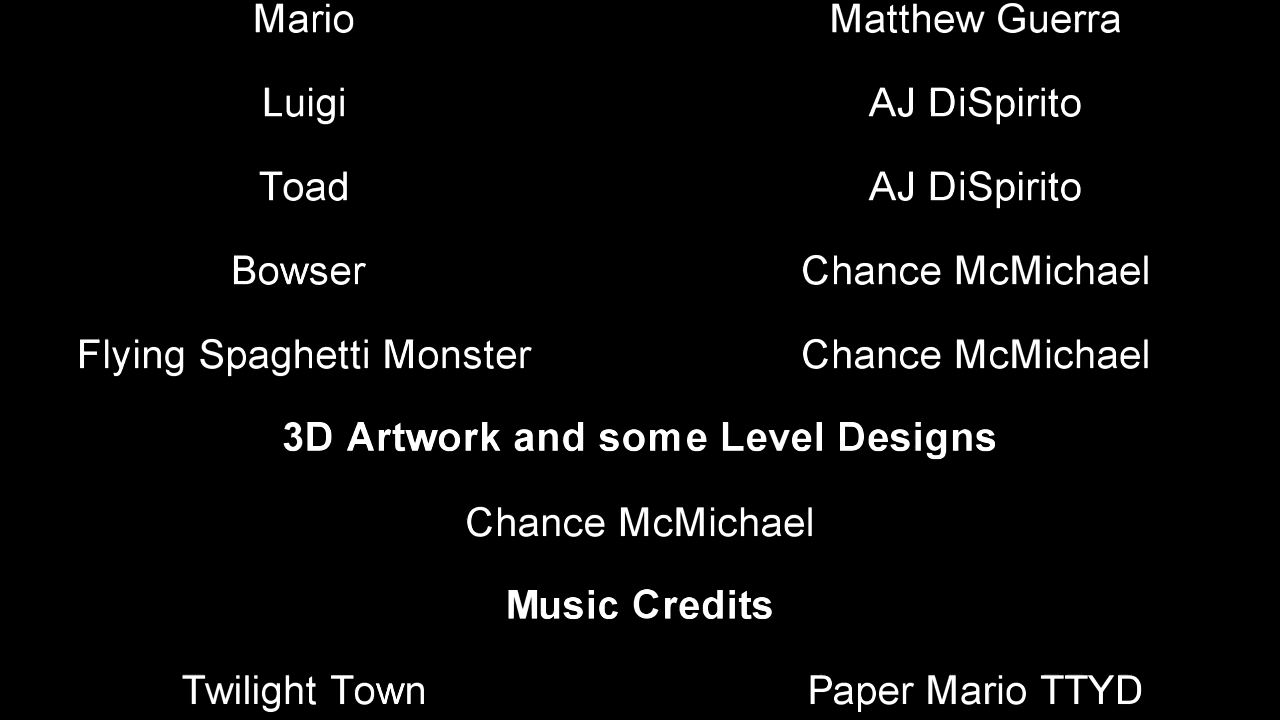 Mario Matthew Guerra
Luigi AJ DiSpirito
Toad AJ DiSpirito
Bowser Chance McMichael
Flying Spaghetti Monster Chance McMichael
3D Artwork and some Level Designs
Chance McMichael
Music Credits
Twilight Town Paper Mario TTYD